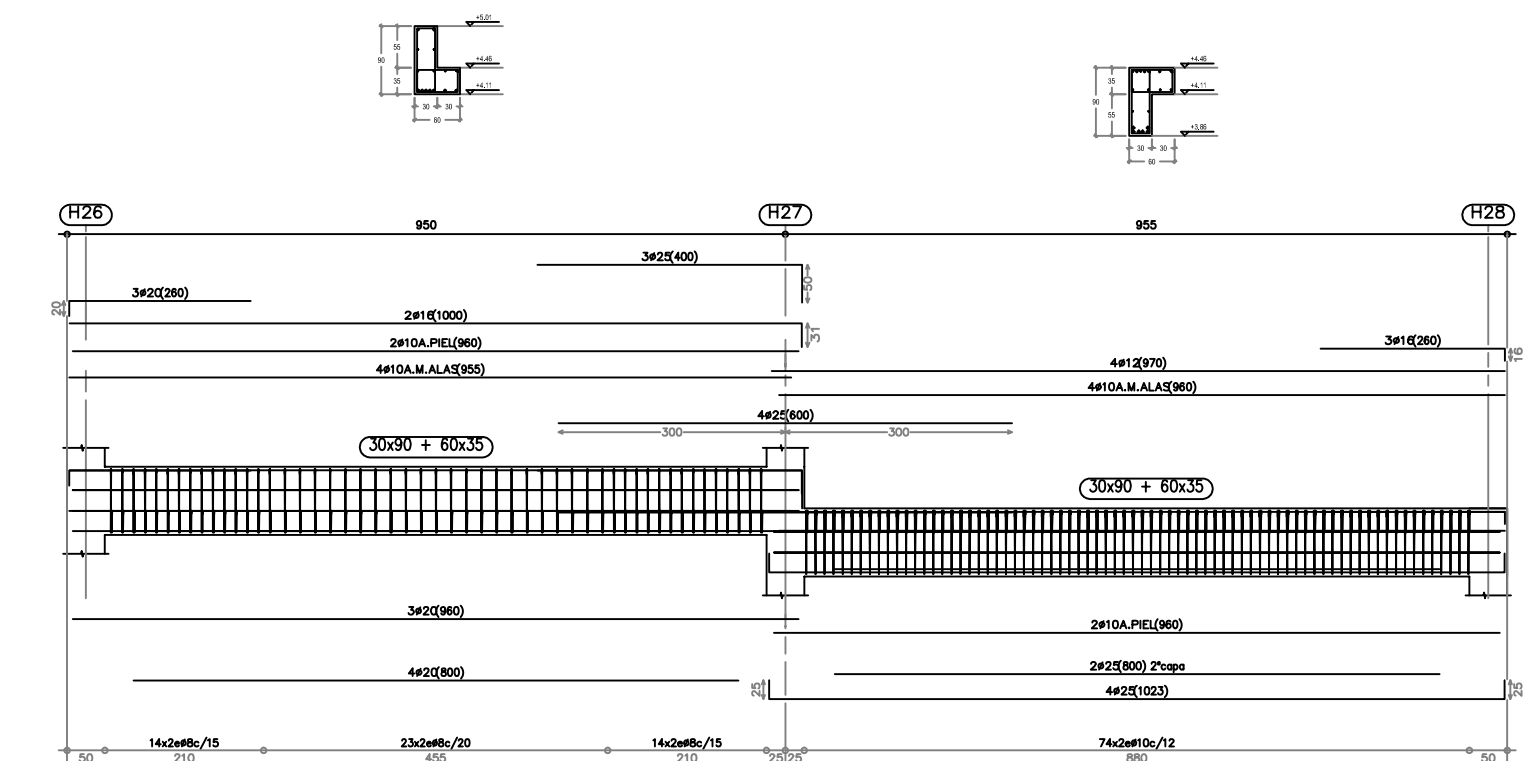 +5.01
55
90
+4.46
35
+4.11
30 30
60
+4.46
35
+4.11
90
55
+3.86
30 30
60
H26 H27 H28
950 955
3ø25(400)
50
3ø20(260)
20
2ø16(1000)
31
2ø10A.PIEL(960)
3ø16(260)
16
4ø12(970)
4ø10A.M.ALAS(955)
4ø10A.M.ALAS(960)
4ø25(600)
300 300
30x90 + 60x35
30x90 + 60x35
3ø20(960)
2ø10A.PIEL(960)
2ø25(800) 2ªcapa
4ø20(800)
25 25
4ø25(1023)
14x2eø8c/15 23x2eø8c/20 14x2eø8c/15 74x2eø10c/12
50 210 455 210 25 25 880 50